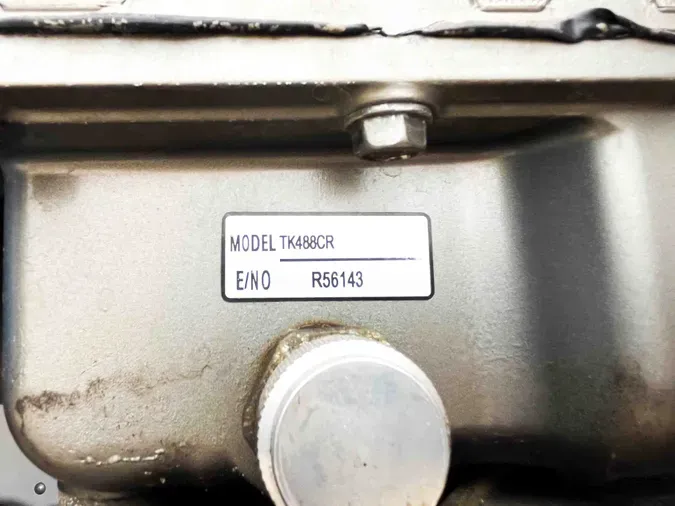 MODEL TK488CR
E/NO R56143